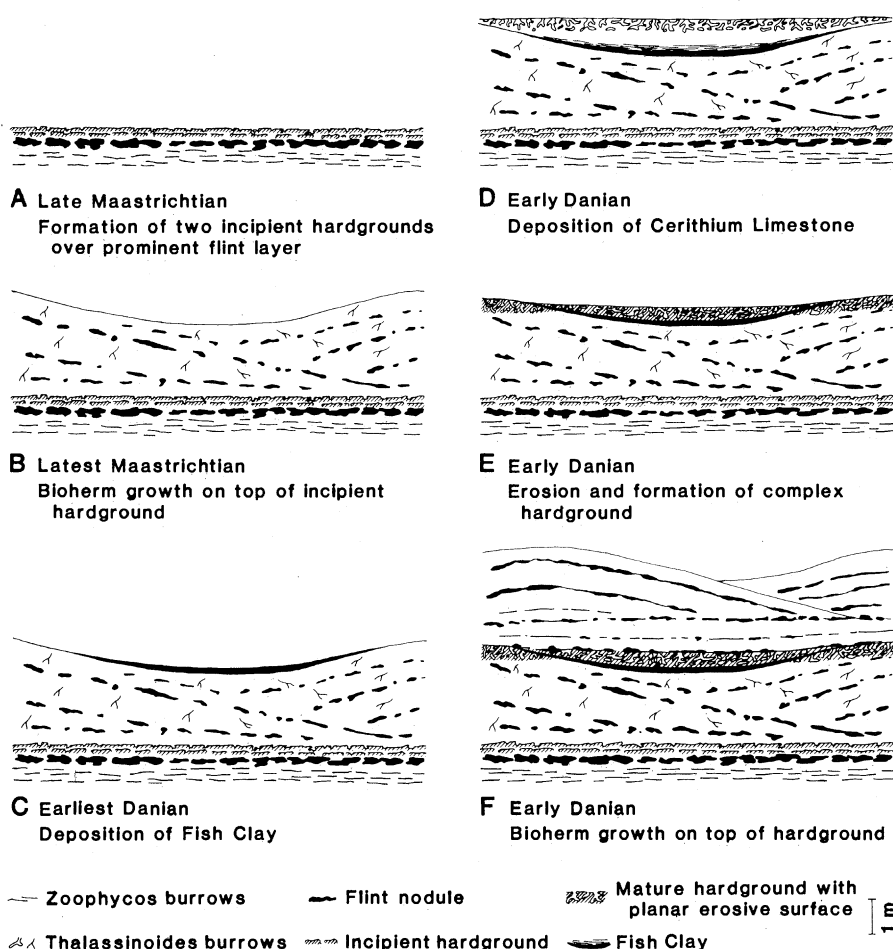 A Late Maastrichtian
Formation of two incipient hardgrounds
over prominent flint layer
B Latest Maastrichtian
Bioherm growth on top of incipient
hardground
C Earliest Danian
Deposition of Fish Clay
D Early Danian
Deposition of Cerithium Limestone
E Early Danian
Erosion and formation of complex
hardground
F Early Danian
Bioherm growth on top of hardground
Zoophycos burrows
Flint nodule
Mature hardground with
planar erosive surface
Thalassinoides burrows
Incipient hardground
Fish Clay